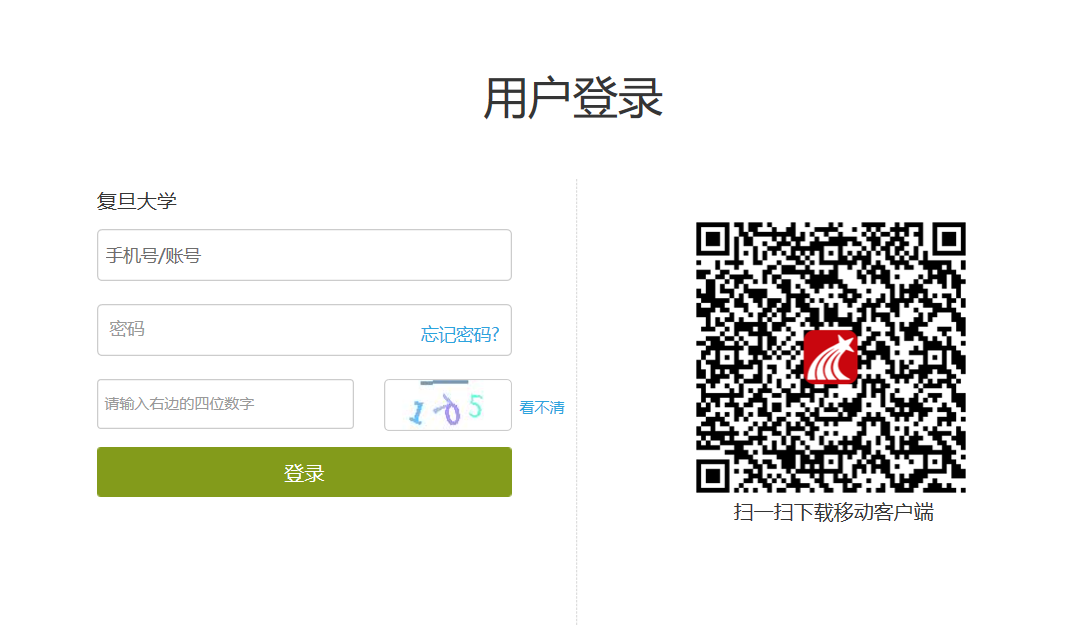 用户登录
复旦大学
手机号/账号
密码
忘记密码?
请输入右边的四位数字
看不清
登录
扫一扫下载移动客户端